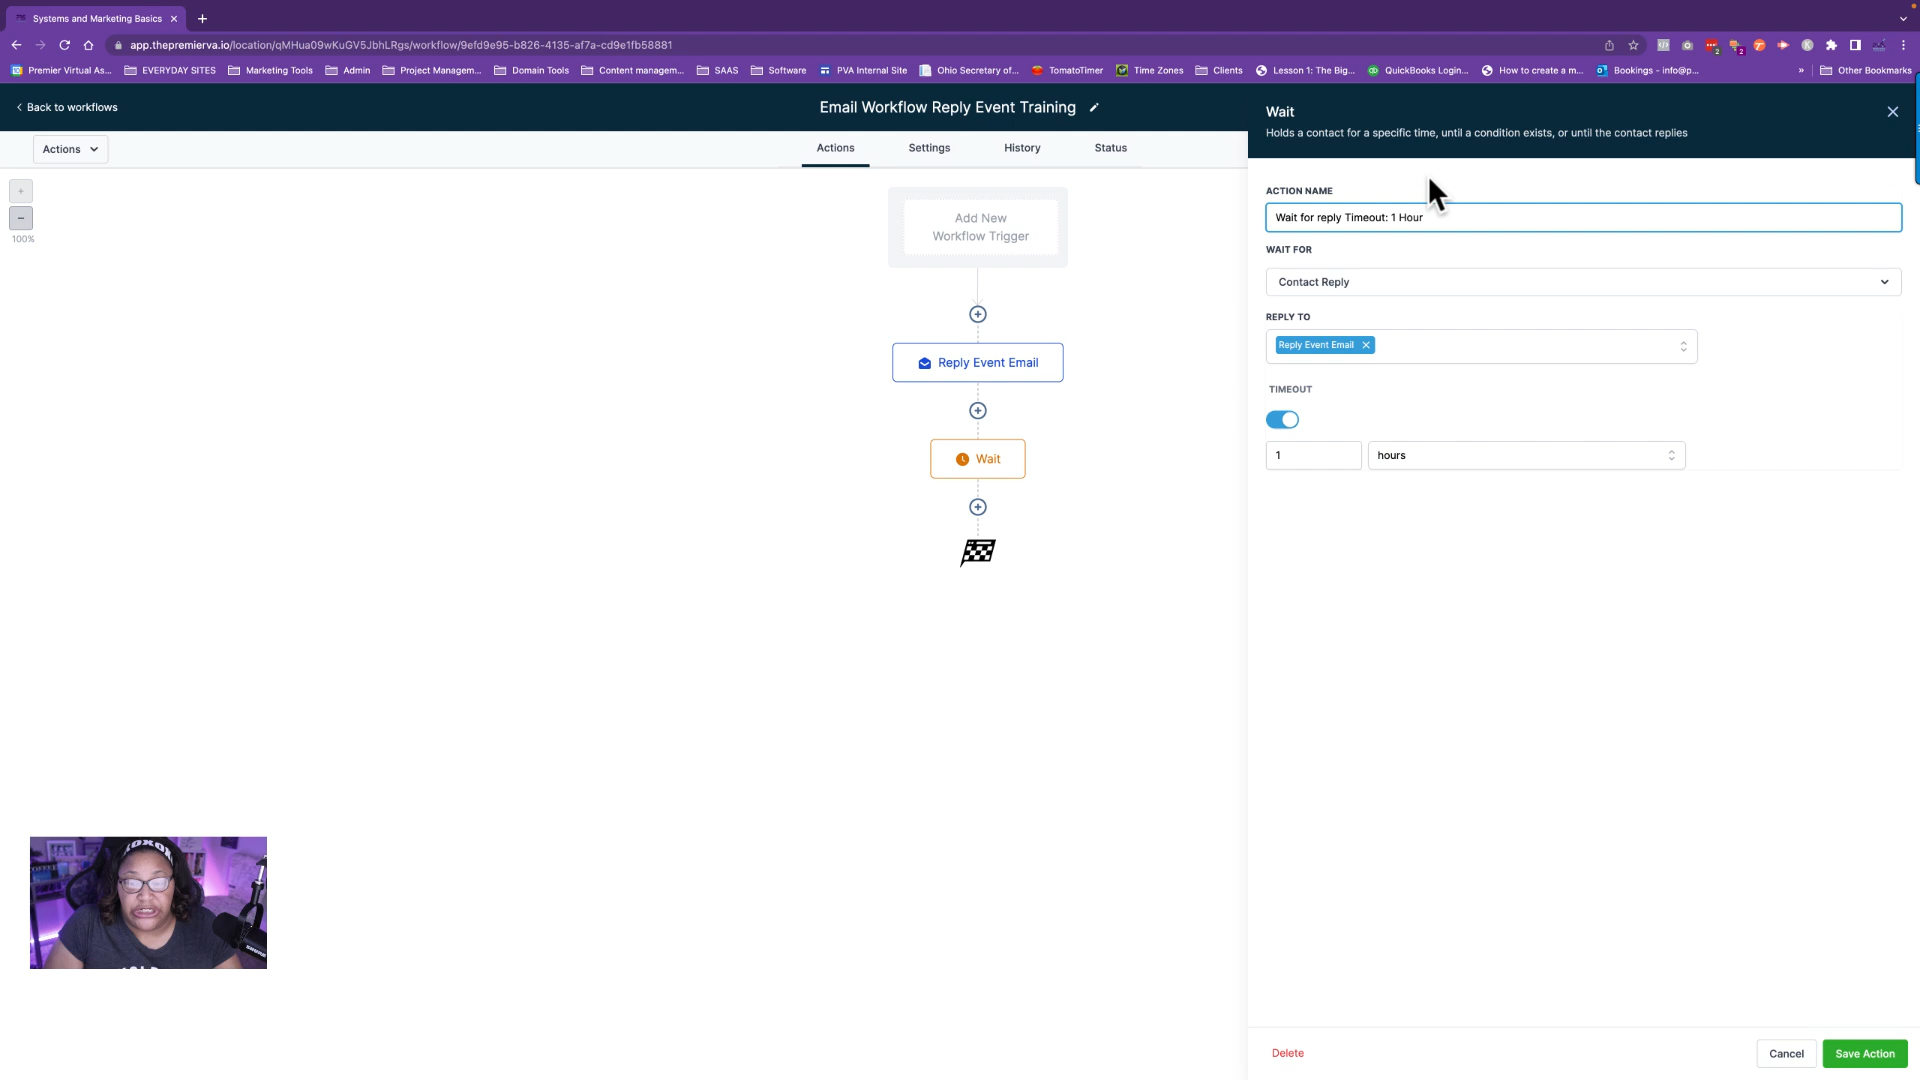 Systems and Marketing Basics
app.thepremierva.io/location/qMHua09wKuGV5JbhLRgs/workflow/9efd9e95-b826-4135-af7a-cd9e1fb58881
Premier Virtual As... EVERYDAY SITES Marketing Tools Admin Project Managem... Domain Tools Content managem... SAAS Software PVA Internal Site Ohio Secretary of... TomatoTimer Time Zones Clients Lesson 1: The Big... QuickBooks Login... How to create a m... Bookings - info@p... » Other Bookmarks
Back to workflows
Email Workflow Reply Event Training
Actions
Actions Settings History Status
100%
Add New
Workflow Trigger
Reply Event Email
Wait
Wait
Holds a contact for a specific time, until a condition exists, or until the contact replies
ACTION NAME
Wait for reply Timeout: 1 Hour
WAIT FOR
Contact Reply
REPLY TO
Reply Event Email
TIMEOUT
1 hours
Delete
Cancel
Save Action
XOXO